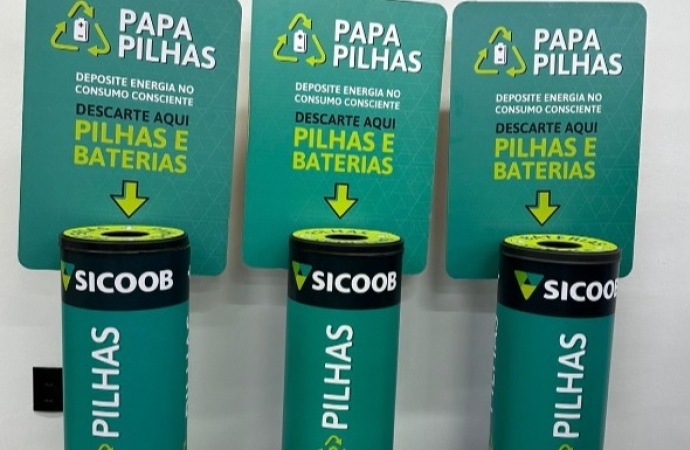 PAPA
PILHAS
DEPOSITE ENERGIA NO
CONSUMO CONSCIENTE
DESCARTE AQUI
PILHAS E
BATERIAS
SICOOB
PILHAS
PAPA
PILHAS
DEPOSITE ENERGIA NO
CONSUMO CONSCIENTE
DESCARTE AQUI
PILHAS E
BATERIAS
SICOOB
PILHAS
PAPA
PILHAS
DEPOSITE ENERGIA NO
CONSUMO CONSCIENTE
DESCARTE AQUI
PILHAS E
BATERIAS
SICOOB
PILHAS